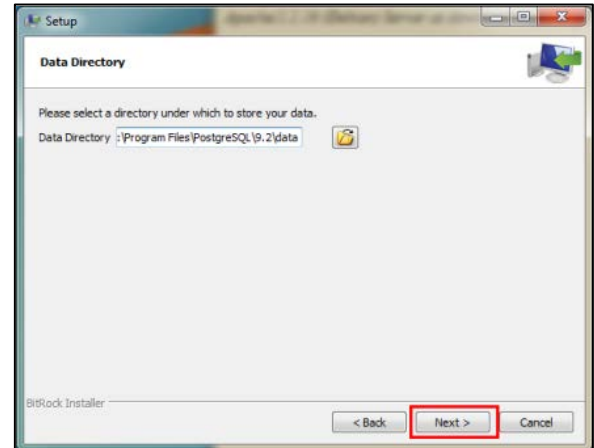 Setup
Data Directory
Please select a directory under which to store your data.
Data Directory :\Program Files\PostgreSQL\9.2\data
BitRock Installer
< Back Next > Cancel